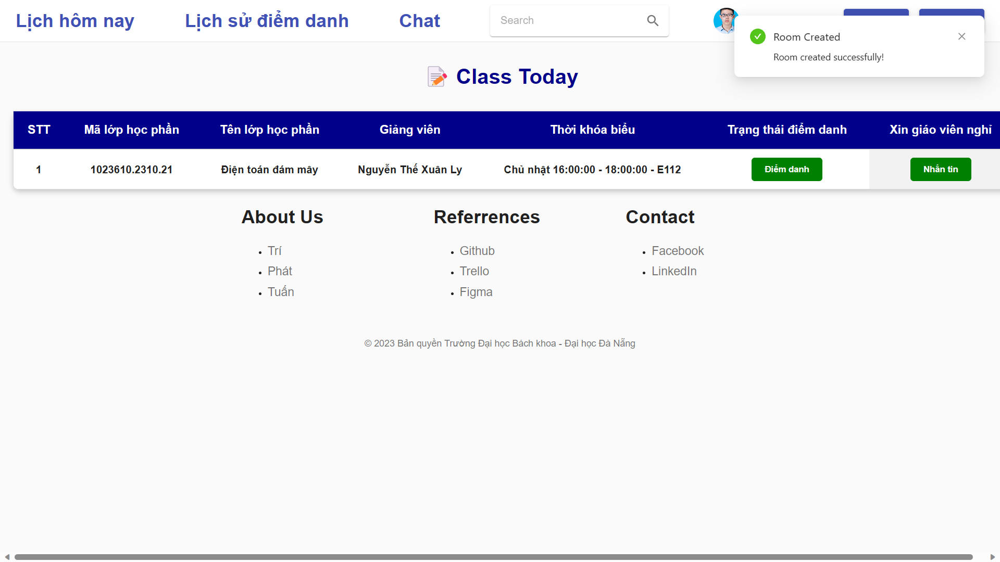 Lịch hôm nay
Lịch sử điểm danh
Chat
Search
Room Created
Room created successfully!
Class Today
STT Mã lớp học phần Tên lớp học phần Giảng viên Thời khóa biểu Trạng thái điểm danh Xin giáo viên nghỉ
1 1023610.2310.21 Điện toán đám mây Nguyễn Thế Xuân Ly Chủ nhật 16:00:00 - 18:00:00 - E112 Điểm danh Nhắn tin
About Us
Trí
Phát
Tuấn
Referrences
Github
Trello
Figma
Contact
Facebook
LinkedIn
© 2023 Bản quyền Trường Đại học Bách khoa - Đại học Đà Nẵng